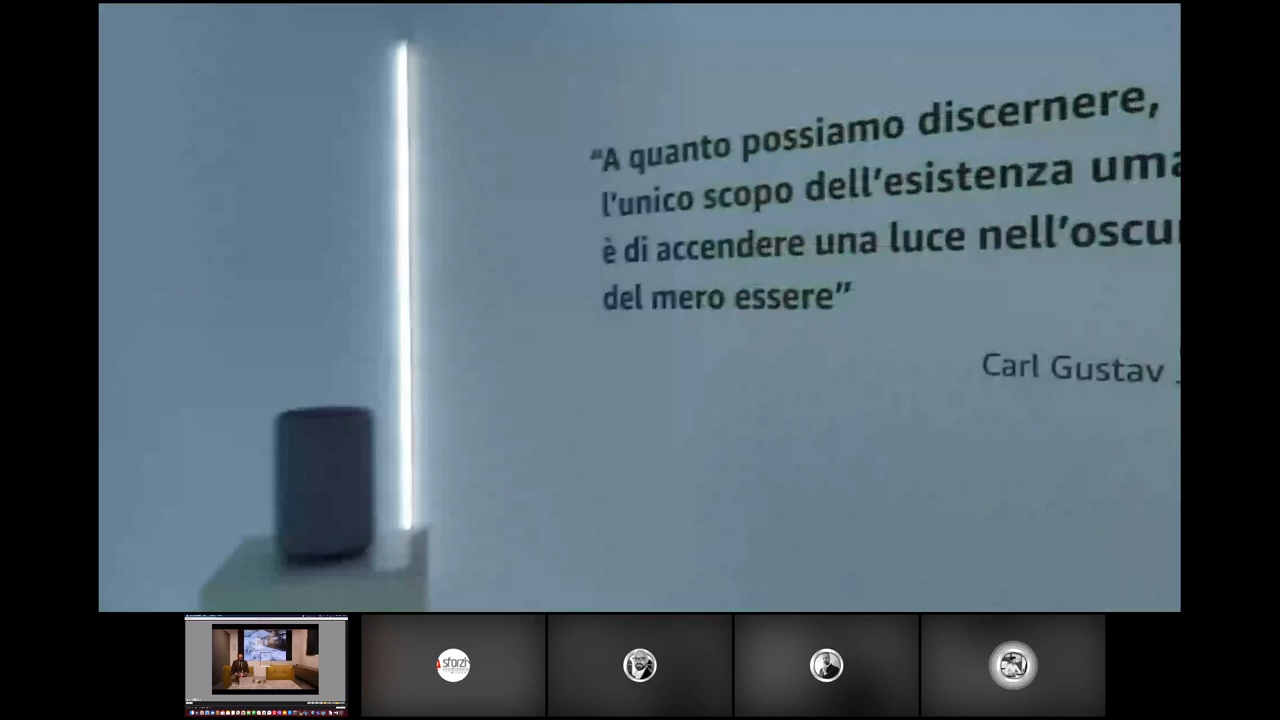 “A quanto possiamo discernere,
l’unico scopo dell’esistenza uma
è di accendere una luce nell’oscu
del mero essere”
Carl Gustav
sforzi